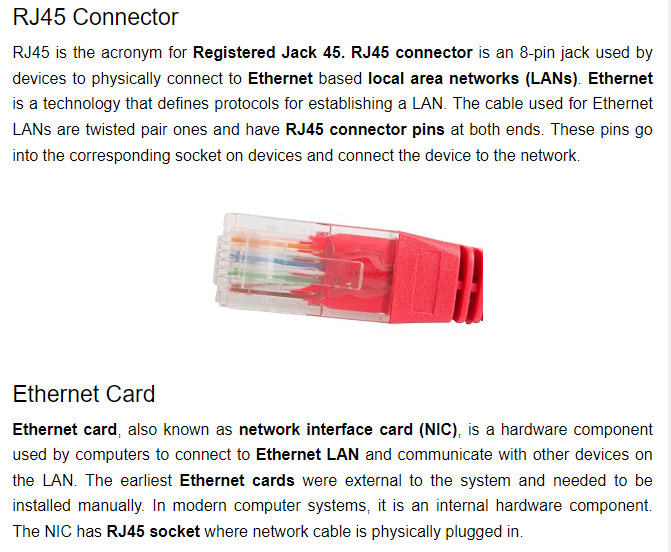 RJ45 Connector
RJ45 is the acronym for Registered Jack 45. RJ45 connector is an 8-pin jack used by
devices to physically connect to Ethernet based local area networks (LANs). Ethernet
is a technology that defines protocols for establishing a LAN. The cable used for Ethernet
LANs are twisted pair ones and have RJ45 connector pins at both ends. These pins go
into the corresponding socket on devices and connect the device to the network.
Ethernet Card
Ethernet card, also known as network interface card (NIC), is a hardware component
used by computers to connect to Ethernet LAN and communicate with other devices on
the LAN. The earliest Ethernet cards were external to the system and needed to be
installed manually. In modern computer systems, it is an internal hardware component.
The NIC has RJ45 socket where network cable is physically plugged in.